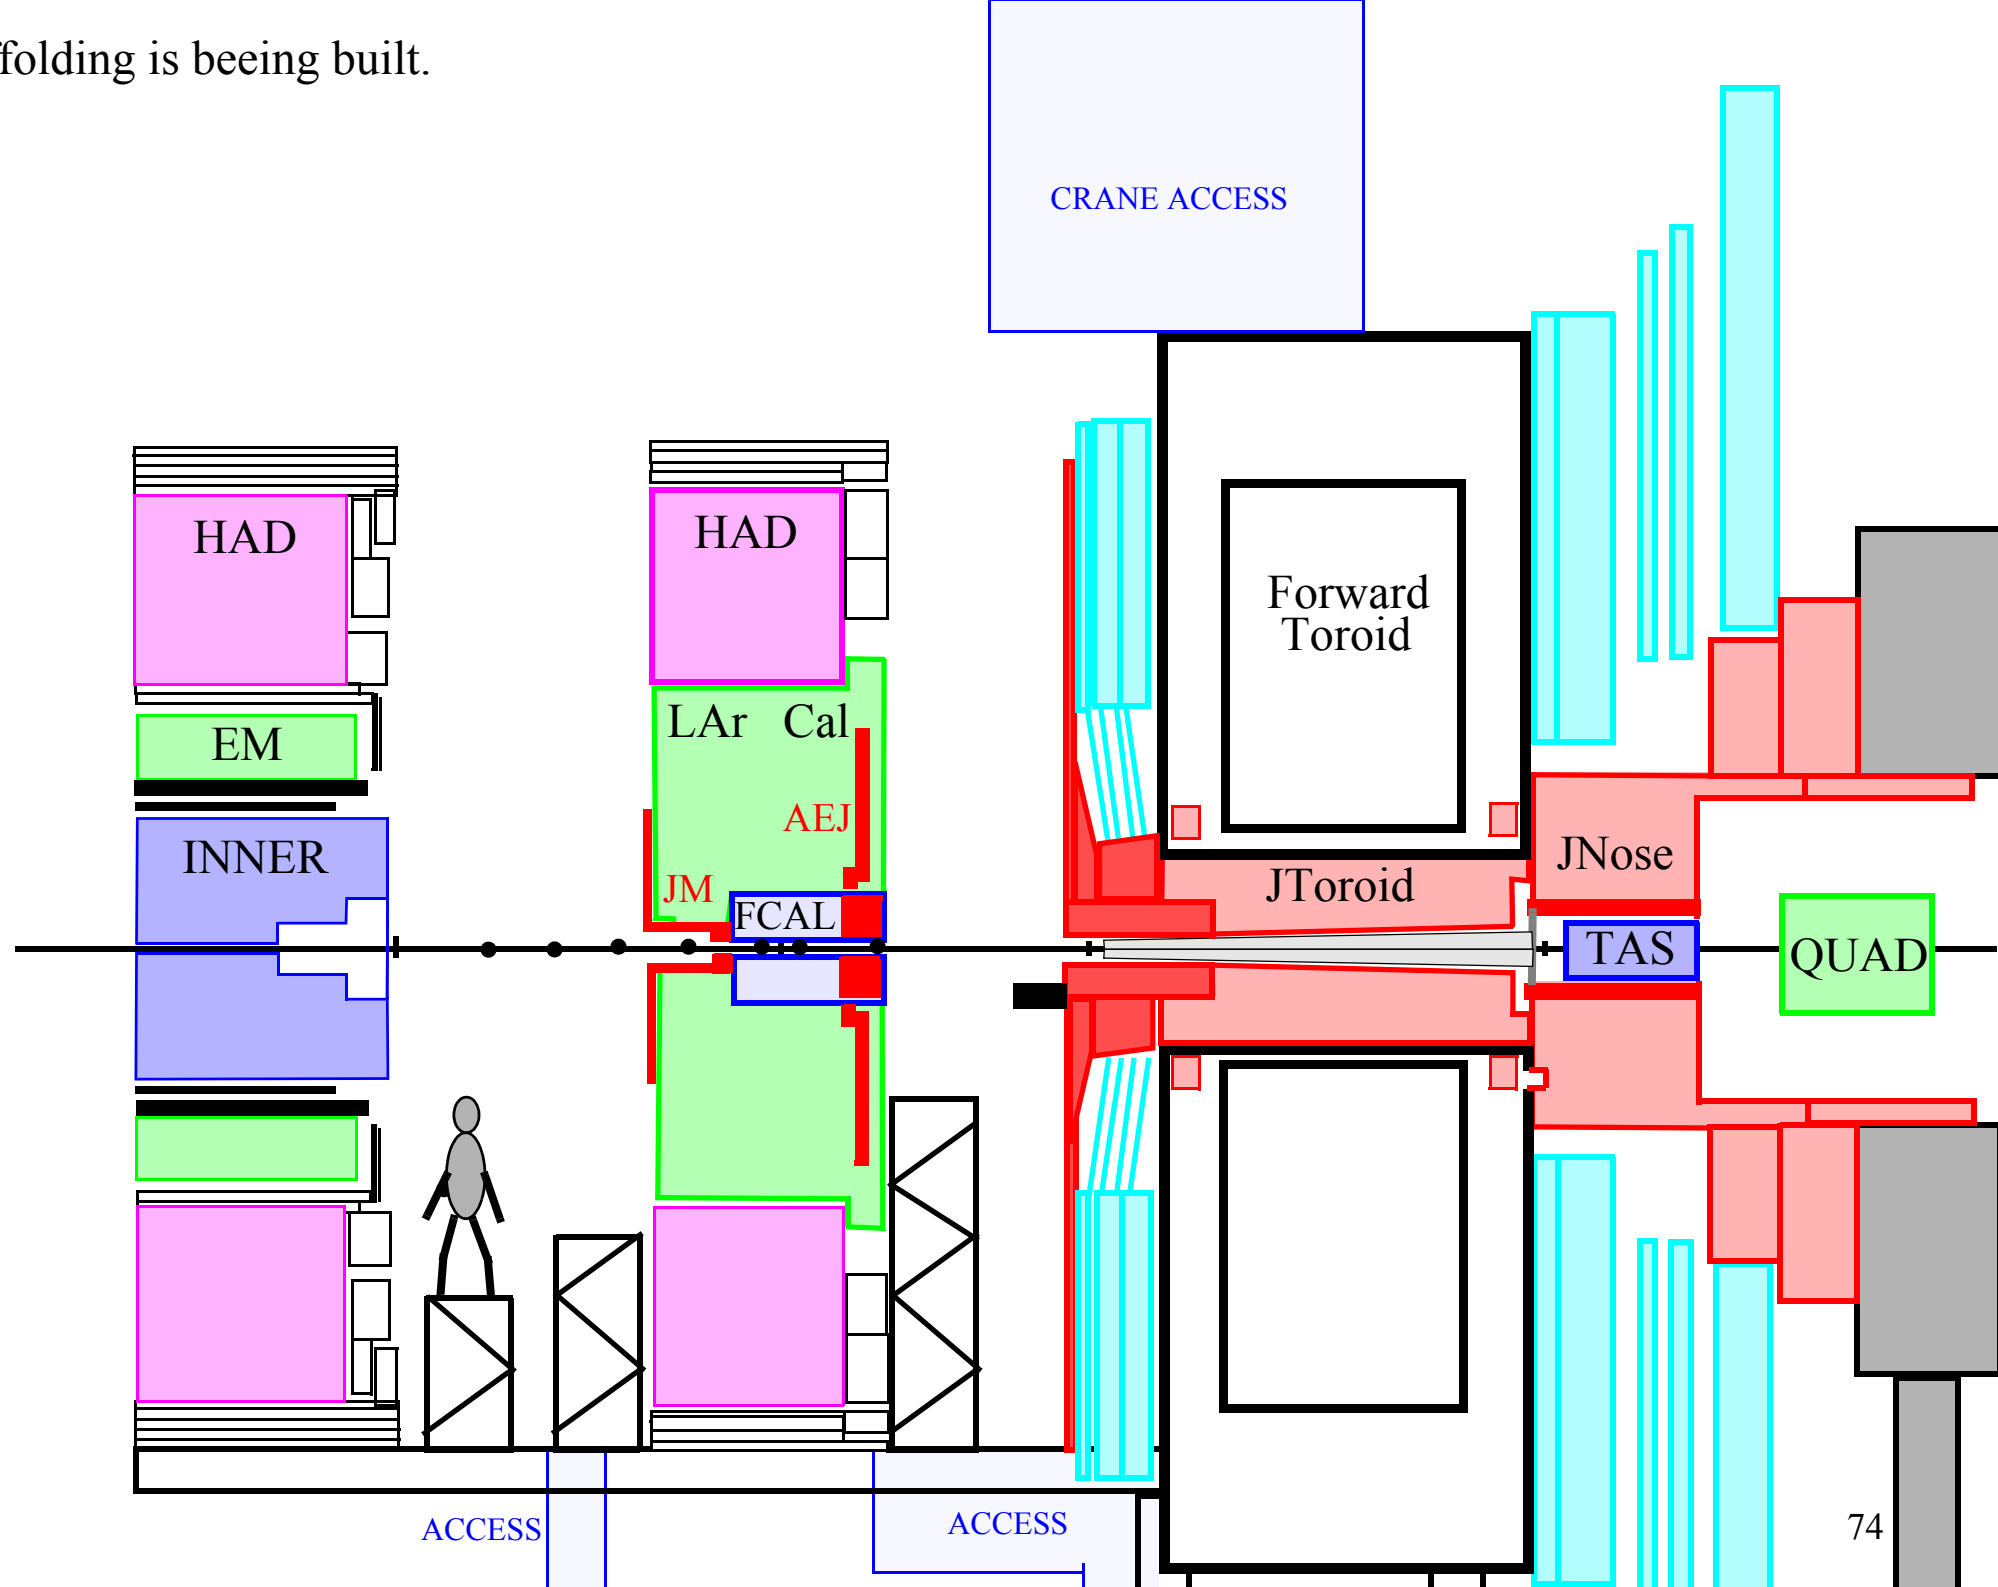 ffolding is beeing built.
CRANE ACCESS
HAD
HAD
Forward
Toroid
LAr Cal
EM
AEJ
INNER
JNose
JM
JToroid
FCAL
TAS
QUAD
ACCESS
ACCESS
74